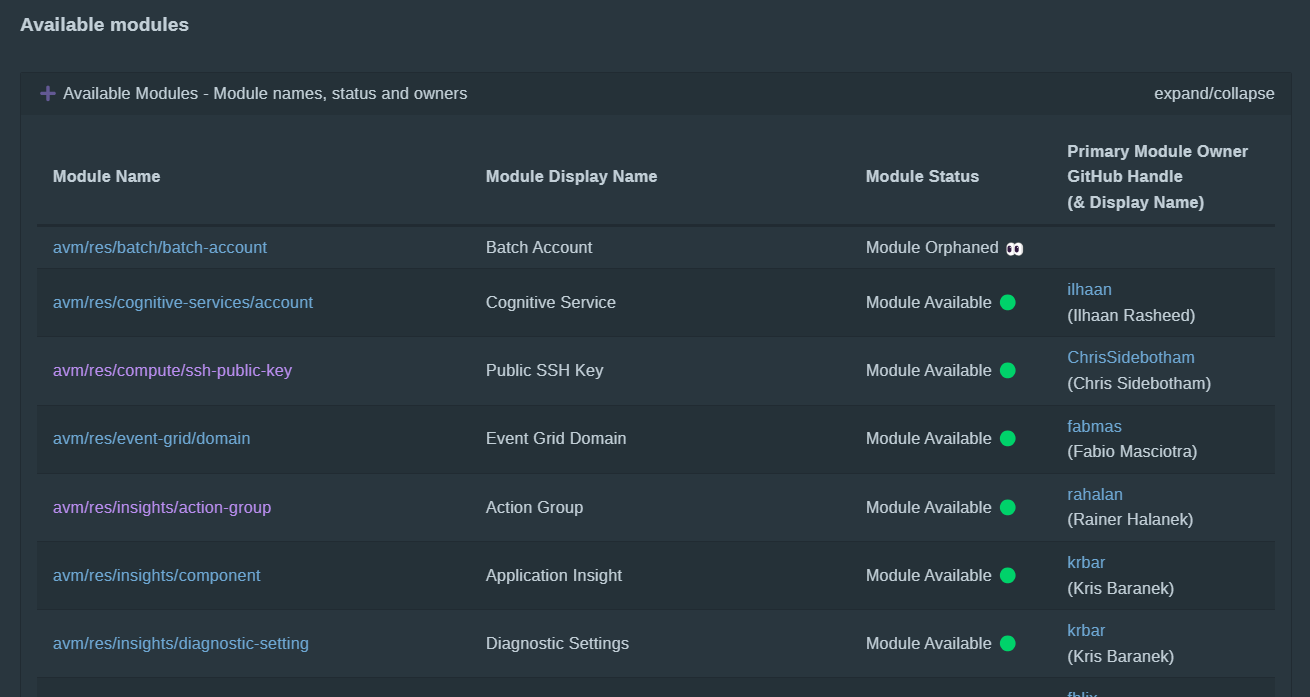 Available modules
Available Modules - Module names, status and owners
expand/collapse
Module Name
Module Display Name
Module Status
Primary Module Owner
GitHub Handle
(& Display Name)
avm/res/batch/batch-account
Batch Account
Module Orphaned
avm/res/cognitive-services/account
Cognitive Service
Module Available
ilhaan
(Ilhaan Rasheed)
avm/res/compute/ssh-public-key
Public SSH Key
Module Available
ChrisSidebotham
(Chris Sidebotham)
avm/res/event-grid/domain
Event Grid Domain
Module Available
fabmas
(Fabio Masciotra)
avm/res/insights/action-group
Action Group
Module Available
rahalan
(Rainer Halanek)
avm/res/insights/component
Application Insight
Module Available
krbar
(Kris Baranek)
avm/res/insights/diagnostic-setting
Diagnostic Settings
Module Available
krbar
(Kris Baranek)